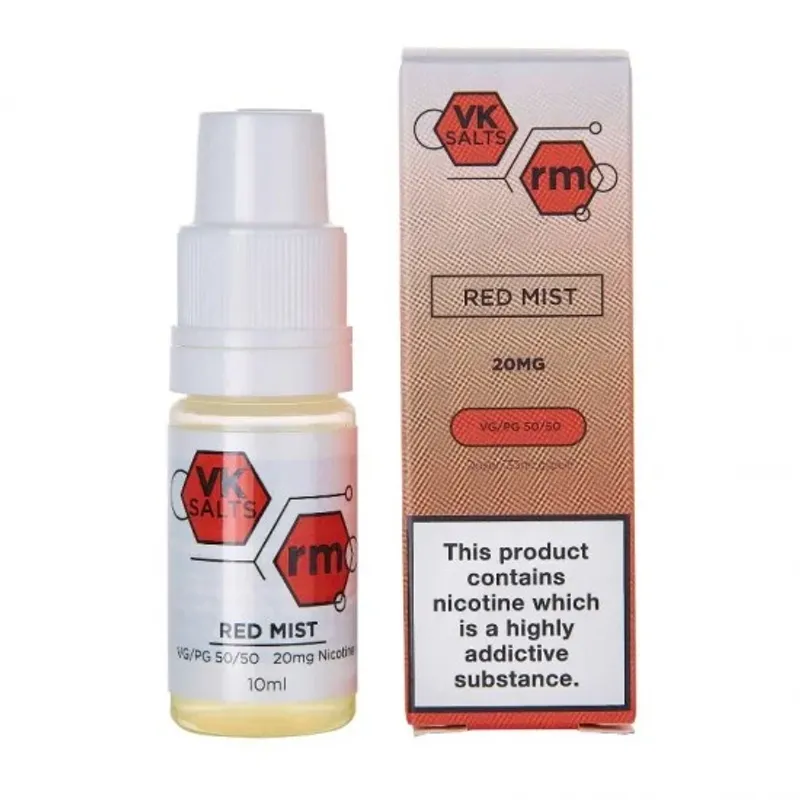 VK
SALTS
rm
RED MIST
VG/PG 50/50 20mg Nicotine
10ml
VK
SALTS
rm
RED MIST
20MG
VG/PG 50/50
This product
contains
nicotine which
is a highly
addictive
substance.